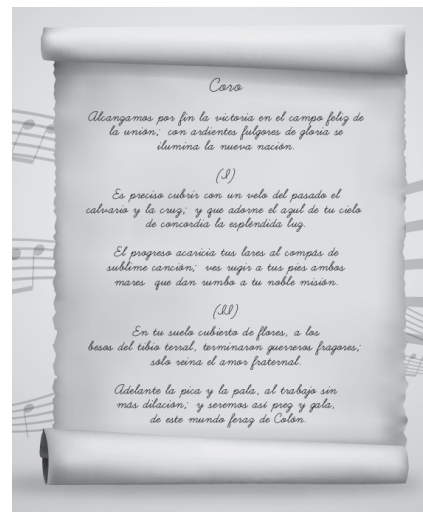 Coro
Alcanzamos por fin la victoria en el campo feliz de
la unión; con ardientes fulgores de gloria se
ilumina la nueva nación.
(I)
Es preciso cubrir con un velo del pasado el
calvario y la cruz; y que adorne el azul de tu cielo
de concordia la espléndida luz.
El progreso acaricia tus lares al compás de
sublime canción; ves rugir a tus pies ambos
mares que dan rumbo a tu noble misión.
(II)
En tu suelo cubierto de flores, a los
besos del tibio terral, terminaron guerreros fragores;
sólo reina el amor fraternal.
Adelante la pica y la pala, al trabajo sin
más dilación; y seremos así prez y gala,
de este mundo feraz de Colón.